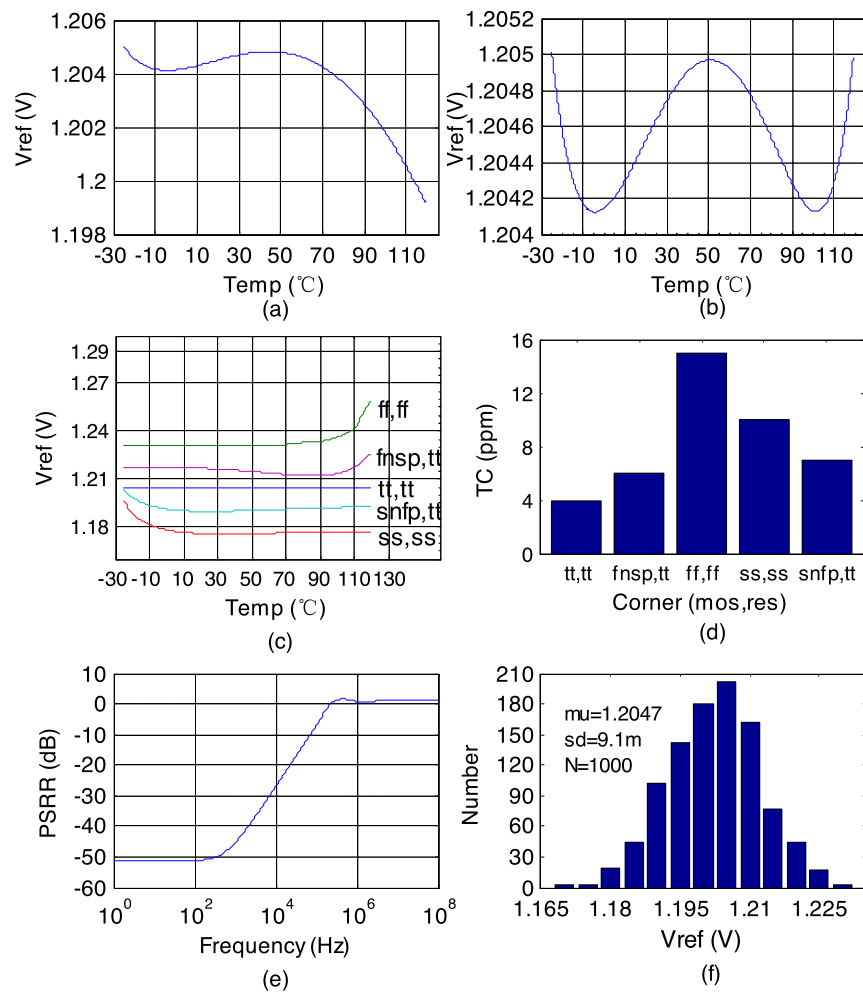 1.206
1.204
1.202
1.2
1.198
Vref (V)
-30 -10 10 30 50 70 90 110
Temp (℃)
(a)
1.2052
1.205
1.2048
1.2046
1.2044
1.2042
1.204
Vref (V)
-30 -10 10 30 50 70 90 110
Temp (℃)
(b)
1.29
1.27
1.24
1.21
1.18
Vref (V)
ff,ff
fnsp,tt
tt,tt
snfp,tt
ss,ss
-30 -10 10 30 50 70 90 110 130
Temp (℃)
(c)
16
12
8
4
0
TC (ppm)
tt,tt fnsp,tt ff,ff ss,ss snfp,tt
Corner (mos,res)
(d)
10
0
-10
-20
-30
-40
-50
-60
PSRR (dB)
10^0 10^2 10^4 10^6 10^8
Frequency (Hz)
(e)
210
180
150
120
90
60
30
0
Number
mu=1.2047
sd=9.1m
N=1000
1.165 1.18 1.195 1.21 1.225
Vref (V)
(f)